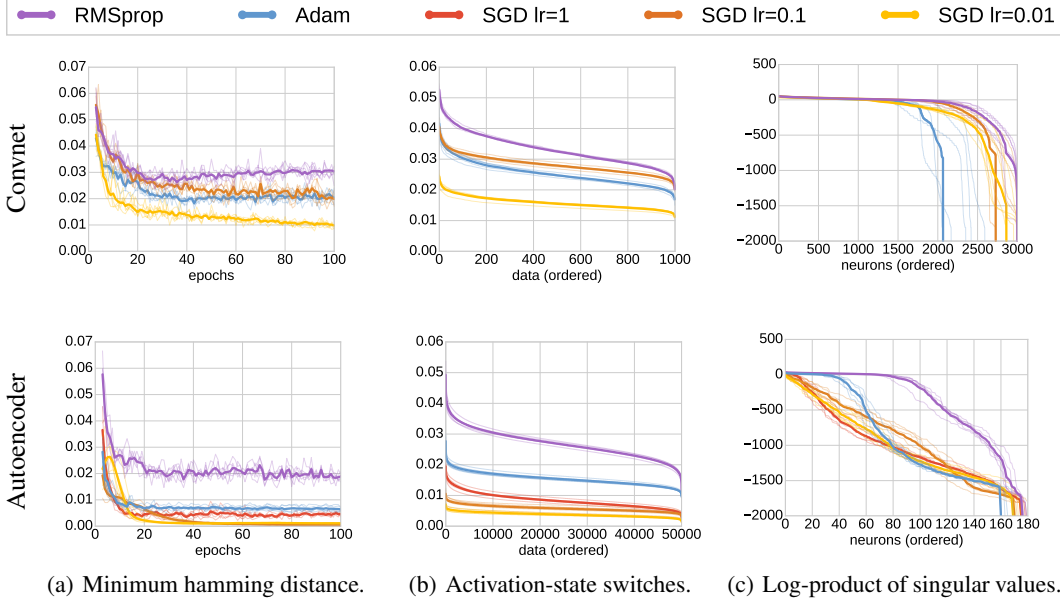 RMSprop Adam SGD lr=1 SGD lr=0.1 SGD lr=0.01
Convnet
0.07
0.06
0.05
0.04
0.03
0.02
0.01
0.00
0 20 40 60 80 100
epochs
0.06
0.05
0.04
0.03
0.02
0.01
0.00
0 200 400 600 800 1000
data (ordered)
500
0
−500
−1000
−1500
−2000
0 500 1000 1500 2000 2500 3000
neurons (ordered)
Autoencoder
0.07
0.06
0.05
0.04
0.03
0.02
0.01
0.00
0 20 40 60 80 100
epochs
0.06
0.05
0.04
0.03
0.02
0.01
0.00
0 10000 20000 30000 40000 50000
data (ordered)
500
0
−500
−1000
−1500
−2000
0 20 40 60 80 100 120 140 160 180
neurons (ordered)
(a) Minimum hamming distance. (b) Activation-state switches. (c) Log-product of singular values.